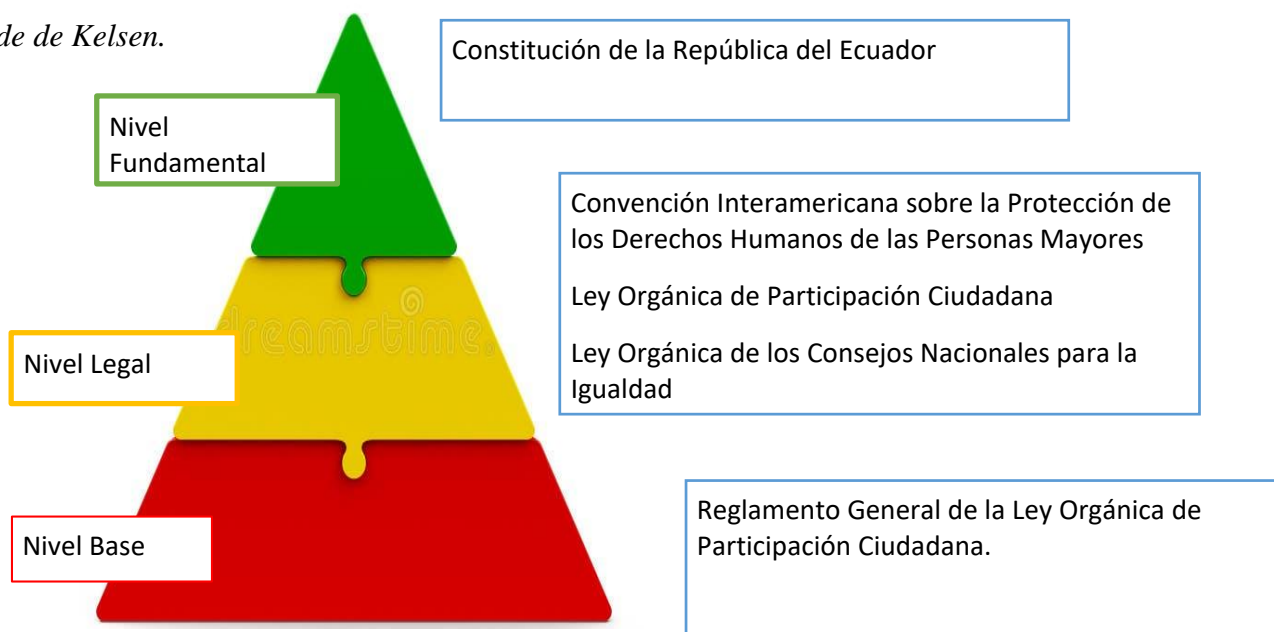 de de Kelsen.
Constitución de la República del Ecuador
Nivel
Fundamental
Convención Interamericana sobre la Protección de
los Derechos Humanos de las Personas Mayores
Ley Orgánica de Participación Ciudadana
Ley Orgánica de los Consejos Nacionales para la
Igualdad
dreamstime
Nivel Legal
Reglamento General de la Ley Orgánica de
Participación Ciudadana.
Nivel Base